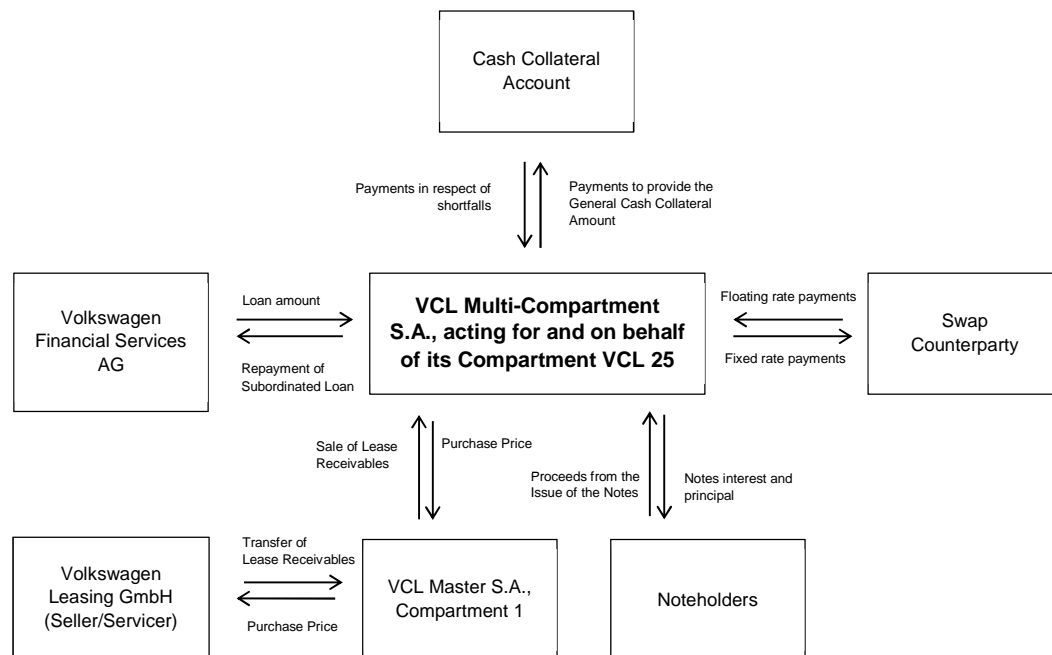 Cash Collateral
Account
Payments in respect of
shortfalls
Payments to provide the
General Cash Collateral
Amount
Volkswagen
Financial Services
AG
Loan amount
Repayment of
Subordinated Loan
VCL Multi-Compartment
S.A., acting for and on behalf
of its Compartment VCL 25
Floating rate payments
Fixed rate payments
Swap
Counterparty
Sale of Lease
Receivables
Purchase Price
Proceeds from the
Issue of the Notes
Notes interest and
principal
Volkswagen
Leasing GmbH
(Seller/Servicer)
Transfer of
Lease Receivables
Purchase Price
VCL Master S.A.,
Compartment 1
Noteholders